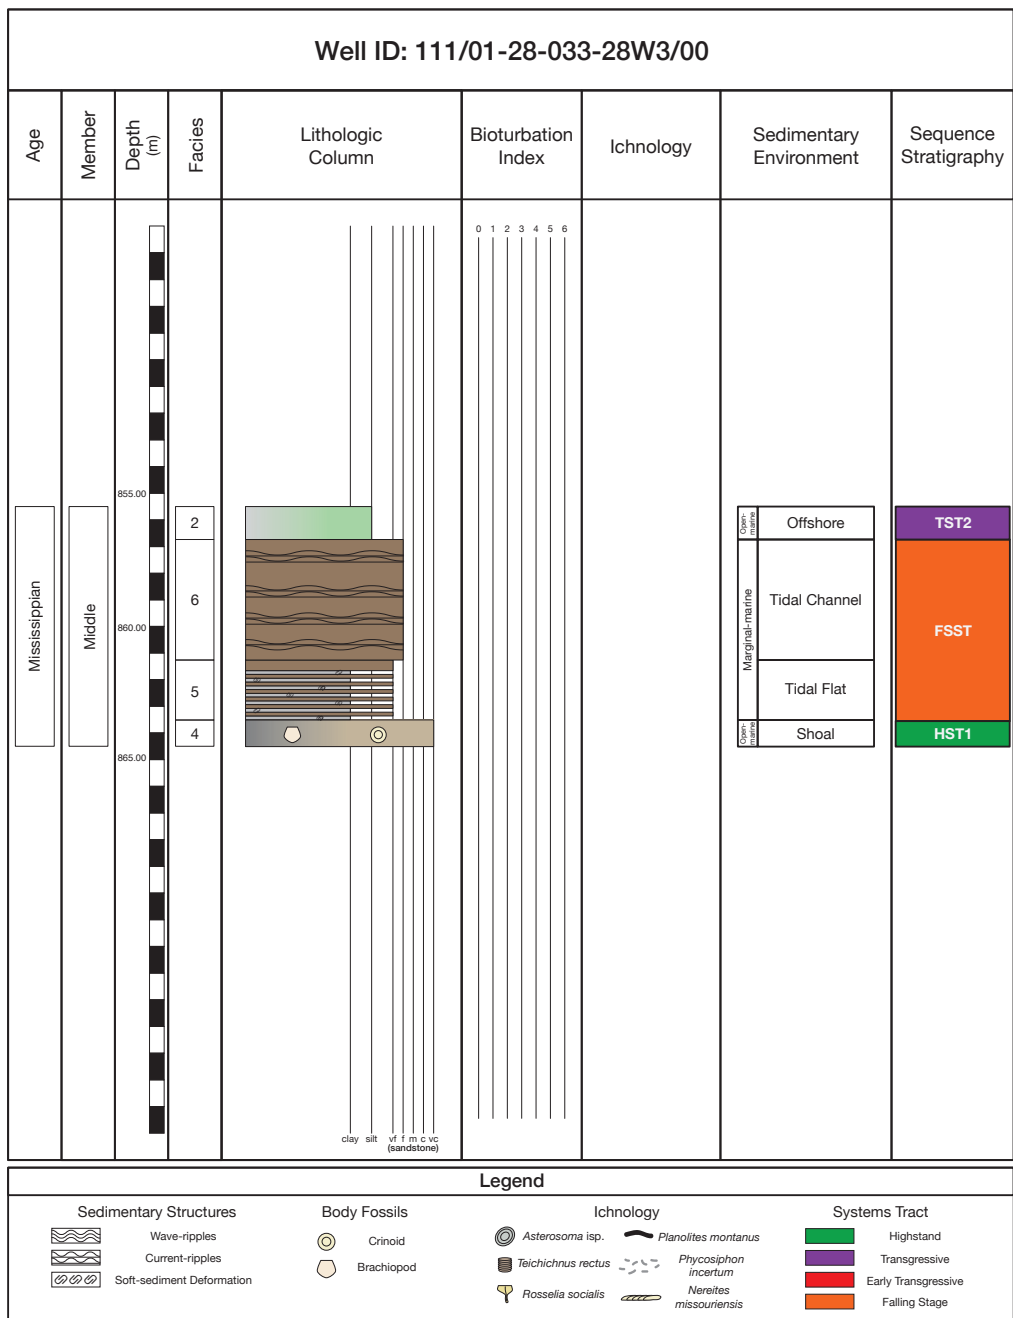 Well ID: 111/01-28-033-28W3/00
Age
Member
Depth
(m)
Facies
Lithologic
Column
Bioturbation
Index
Ichnology
Sedimentary
Environment
Sequence
Stratigraphy
0 1 2 3 4 5 6
855.00
860.00
865.00
Mississippian
Middle
2
6
5
4
Open-
marine
Offshore
Marginal-marine
Tidal Channel
Tidal Flat
Open-
marine
Shoal
TST2
FSST
HST1
clay silt vf f m c vc
(sandstone)
Legend
Sedimentary Structures
Wave-ripples
Current-ripples
Soft-sediment Deformation
Body Fossils
Crinoid
Brachiopod
Ichnology
Asterosoma isp.
Teichichnus rectus
Rosselia socialis
Planolites montanus
Phycosiphon
incertum
Nereites
missouriensis
Systems Tract
Highstand
Transgressive
Early Transgressive
Falling Stage